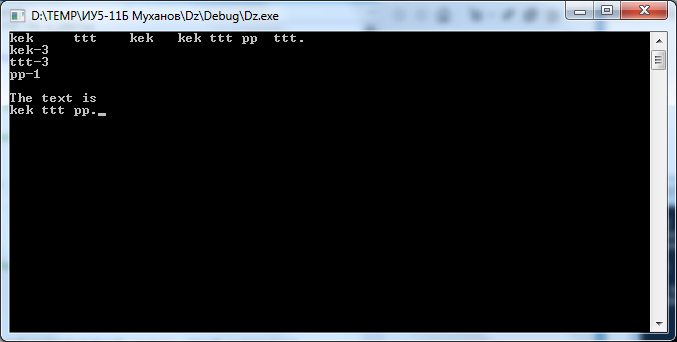 D:\TEMP\ИУ5-11Б Муханов\Dz\Debug\Dz.exe
kek     ttt    kek   kek ttt pp  ttt.
kek-3
ttt-3
pp-1

The text is
kek ttt pp.